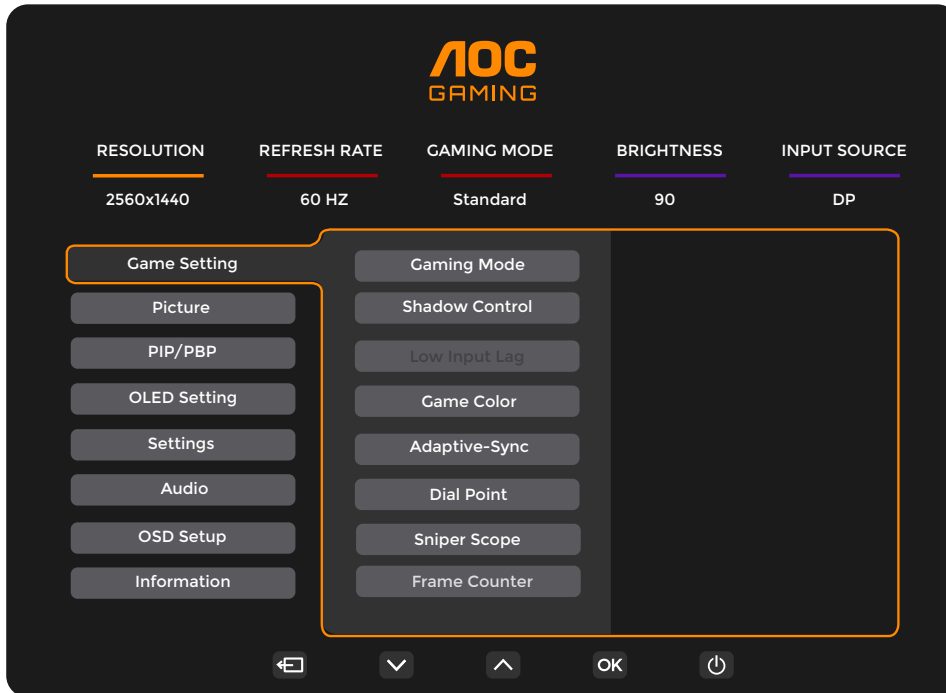 AOC
GAMING
RESOLUTION REFRESH RATE GAMING MODE BRIGHTNESS INPUT SOURCE
2560x1440 60 HZ Standard 90 DP
Game Setting
Picture
PIP/PBP
OLED Setting
Settings
Audio
OSD Setup
Information
Gaming Mode
Shadow Control
Low Input Lag
Game Color
Adaptive-Sync
Dial Point
Sniper Scope
Frame Counter
OK